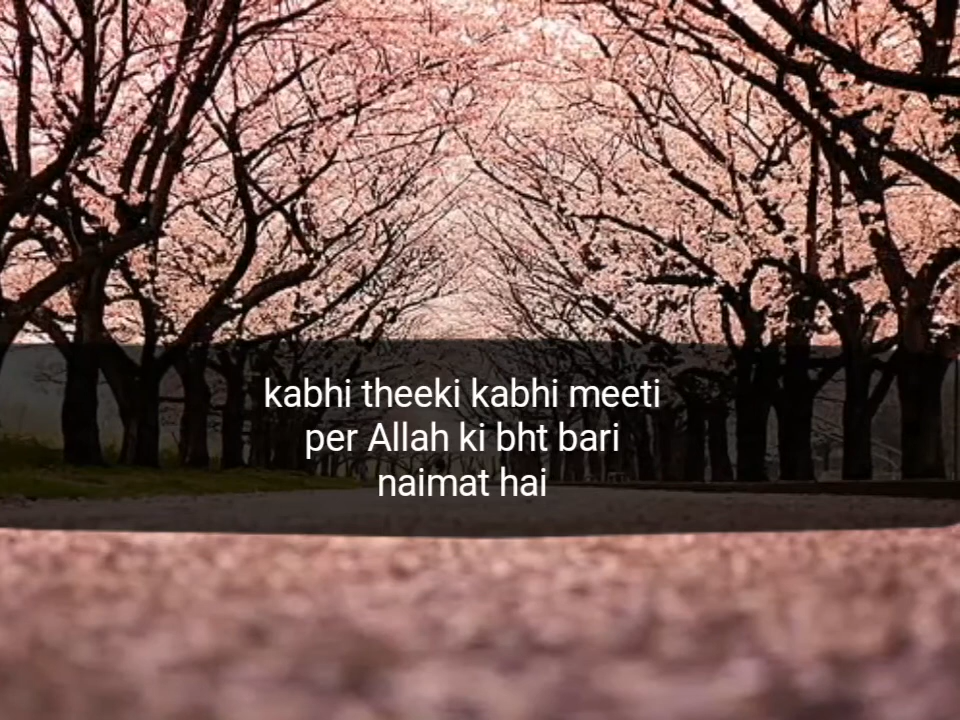 kabhi theeki kabhi meeti
per Allah ki bht bari
naimat hai